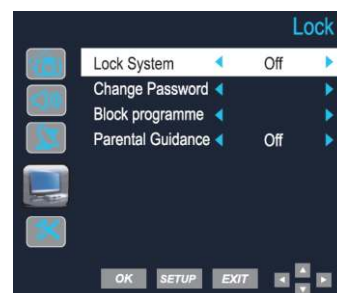 Lock
Lock System Off
Change Password
Block programme
Parental Guidance Off
OK SETUP EXIT